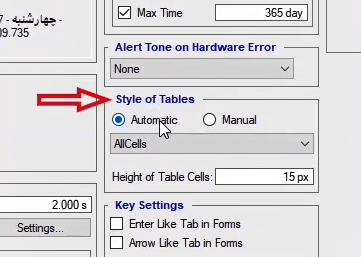 Max Time 365 day
چهارشنبه - 7
09.735
Alert Tone on Hardware Error
None
Style of Tables
Automatic Manual
AllCells
Height of Table Cells: 15 px
2.000 s
Settings...
Key Settings
Enter Like Tab in Forms
Arrow Like Tab in Forms